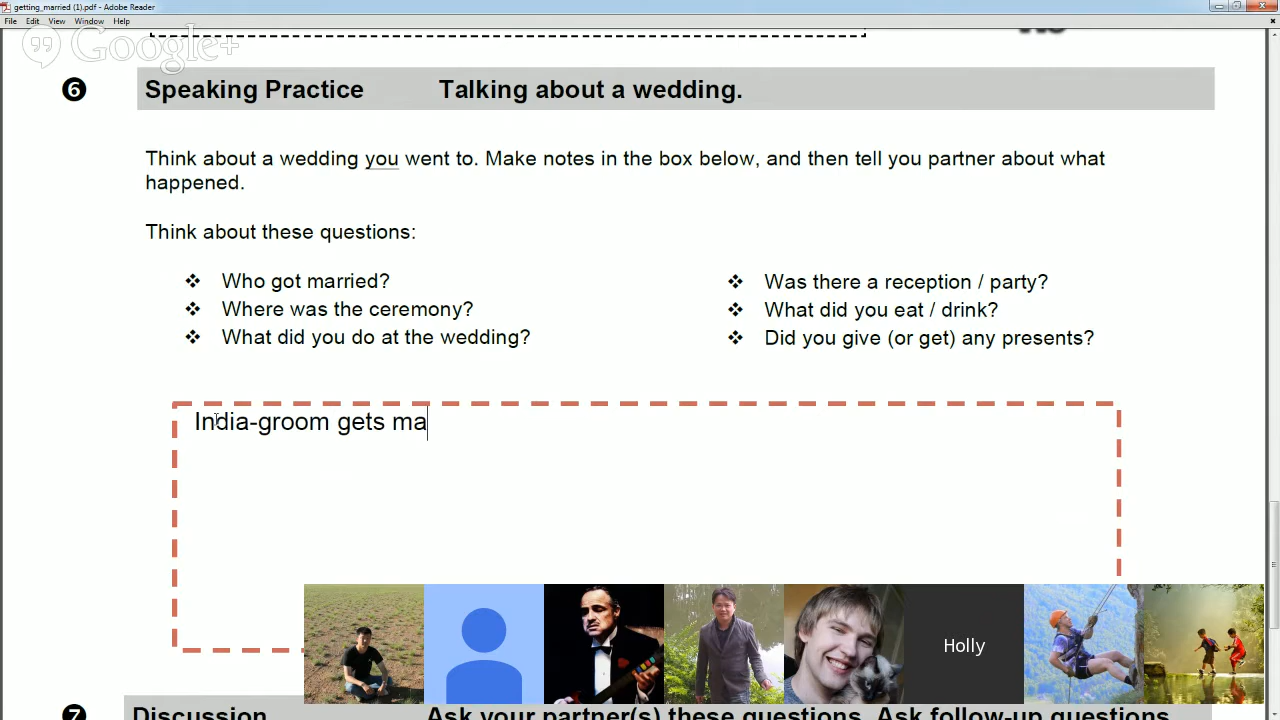 getting_married (1).pdf - Adobe Reader
File Edit View Window Help
Google+
6 Speaking Practice Talking about a wedding.
Think about a wedding you went to. Make notes in the box below, and then tell you partner about what
happened.
Think about these questions:
❖ Who got married?
❖ Where was the ceremony?
❖ What did you do at the wedding?
❖ Was there a reception / party?
❖ What did you eat / drink?
❖ Did you give (or get) any presents?
India-groom gets ma
Holly
7 Discussion Ask your partner(s) these questions. Ask follow-up questions.